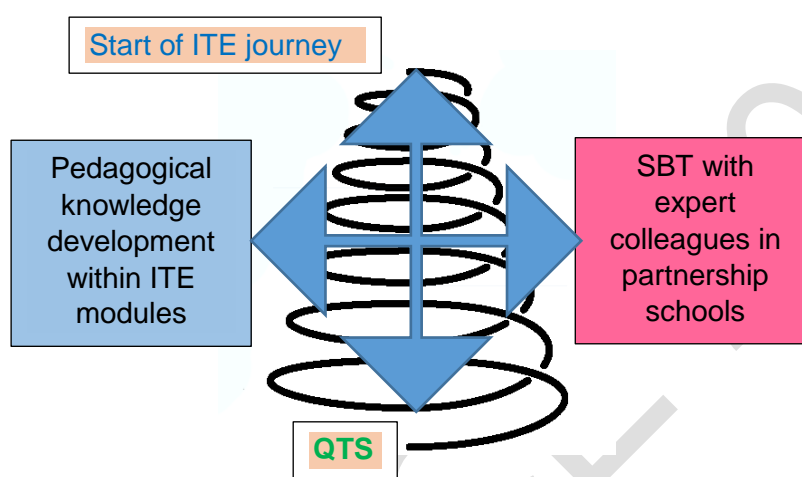 Start of ITE journey
Pedagogical
knowledge
development
within ITE
modules
SBT with
expert
colleagues in
partnership
schools
QTS